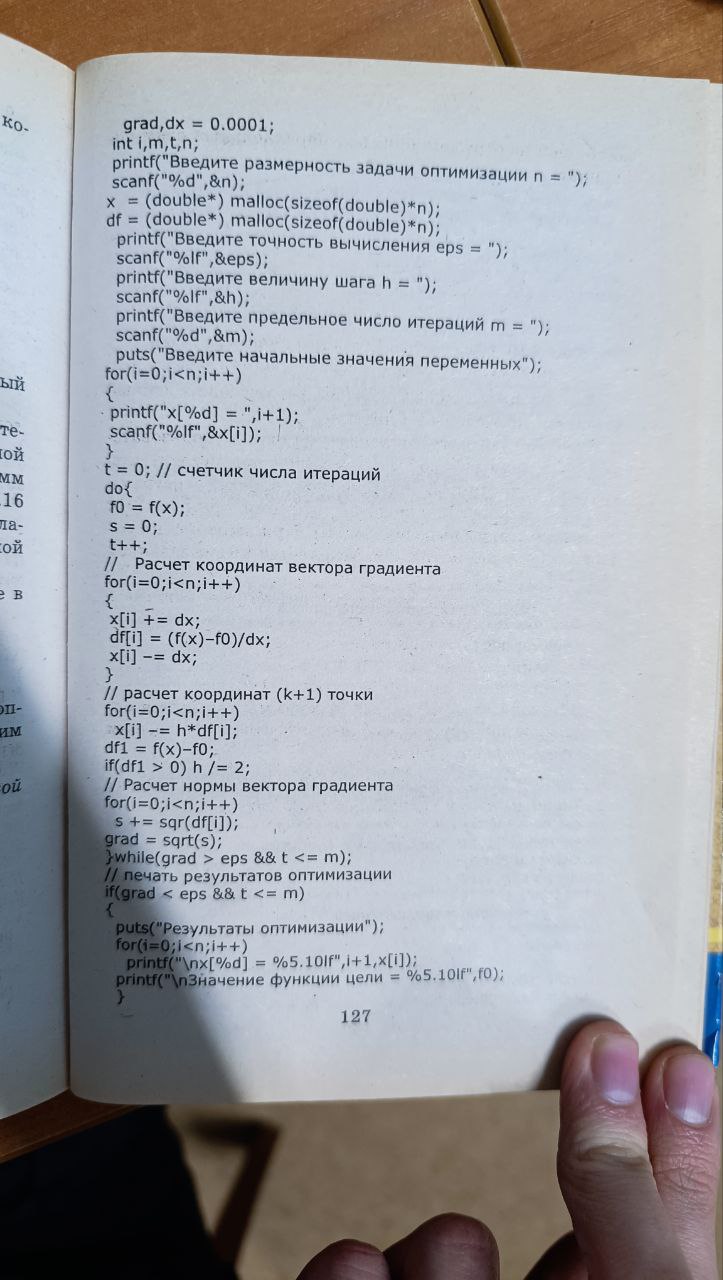 ко-
ый
те-
ной
мм
.16
ла-
ной
е в
оп-
им
ой
grad,dx = 0.0001;
int i,m,t,n;
printf("Введите размерность задачи оптимизации n = ");
scanf("%d",&n);
x = (double*) malloc(sizeof(double)*n);
df = (double*) malloc(sizeof(double)*n);
printf("Введите точность вычисления eps = ");
scanf("%lf",&eps);
printf("Введите величину шага h = ");
scanf("%lf",&h);
printf("Введите предельное число итераций m = ");
scanf("%d",&m);
puts("Введите начальные значения переменных");
for(i=0;i<n;i++)
{
printf("x[%d] = ",i+1);
scanf("%lf",&x[i]);
}
t = 0; // счетчик числа итераций
do{
f0 = f(x);
s = 0;
t++;
// Расчет координат вектора градиента
for(i=0;i<n;i++)
{
x[i] += dx;
df[i] = (f(x)–f0)/dx;
x[i] –= dx;
}
// расчет координат (k+1) точки
for(i=0;i<n;i++)
x[i] –= h*df[i];
df1 = f(x)–f0;
if(df1 > 0) h /= 2;
// Расчет нормы вектора градиента
for(i=0;i<n;i++)
s += sqr(df[i]);
grad = sqrt(s);
}while(grad > eps && t <= m);
// печать результатов оптимизации
if(grad < eps && t <= m)
{
puts("Результаты оптимизации");
for(i=0;i<n;i++)
printf("\nx[%d] = %5.10lf",i+1,x[i]);
printf("\nЗначение функции цели = %5.10lf",f0);
}
127